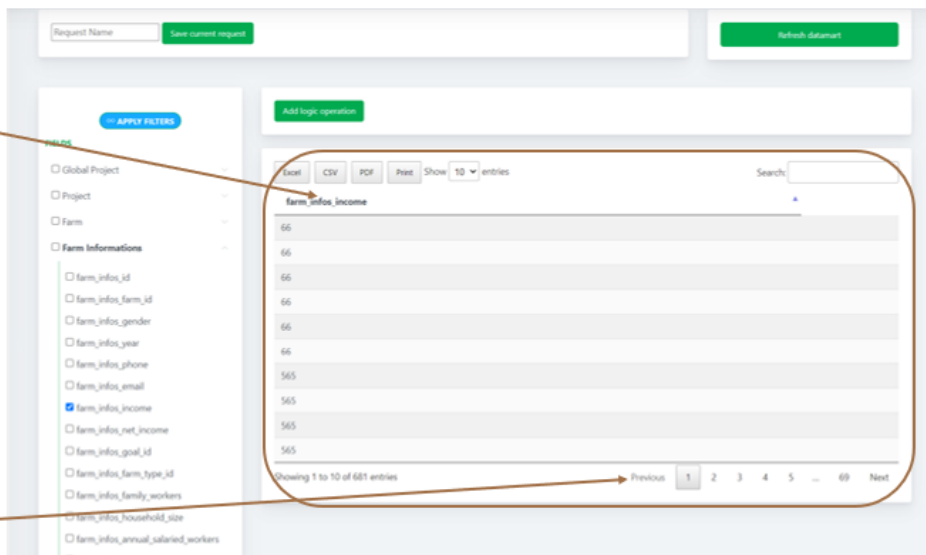 Request Name Save current request Refresh datamart
APPLY FILTERS
Add logic operation
FIELDS
Global Project
Project
Farm
Farm Informations
farm_infos_id
farm_infos_farm_id
farm_infos_gender
farm_infos_year
farm_infos_phone
farm_infos_email
farm_infos_income
farm_infos_net_income
farm_infos_goal_id
farm_infos_farm_type_id
farm_infos_family_workers
farm_infos_household_size
farm_infos_annual_salaried_workers
Excel CSV PDF Print Show 10 entries Search:
farm_infos_income
66
66
66
66
66
66
565
565
565
565
Showing 1 to 10 of 681 entries Previous 1 2 3 4 5 ... 69 Next